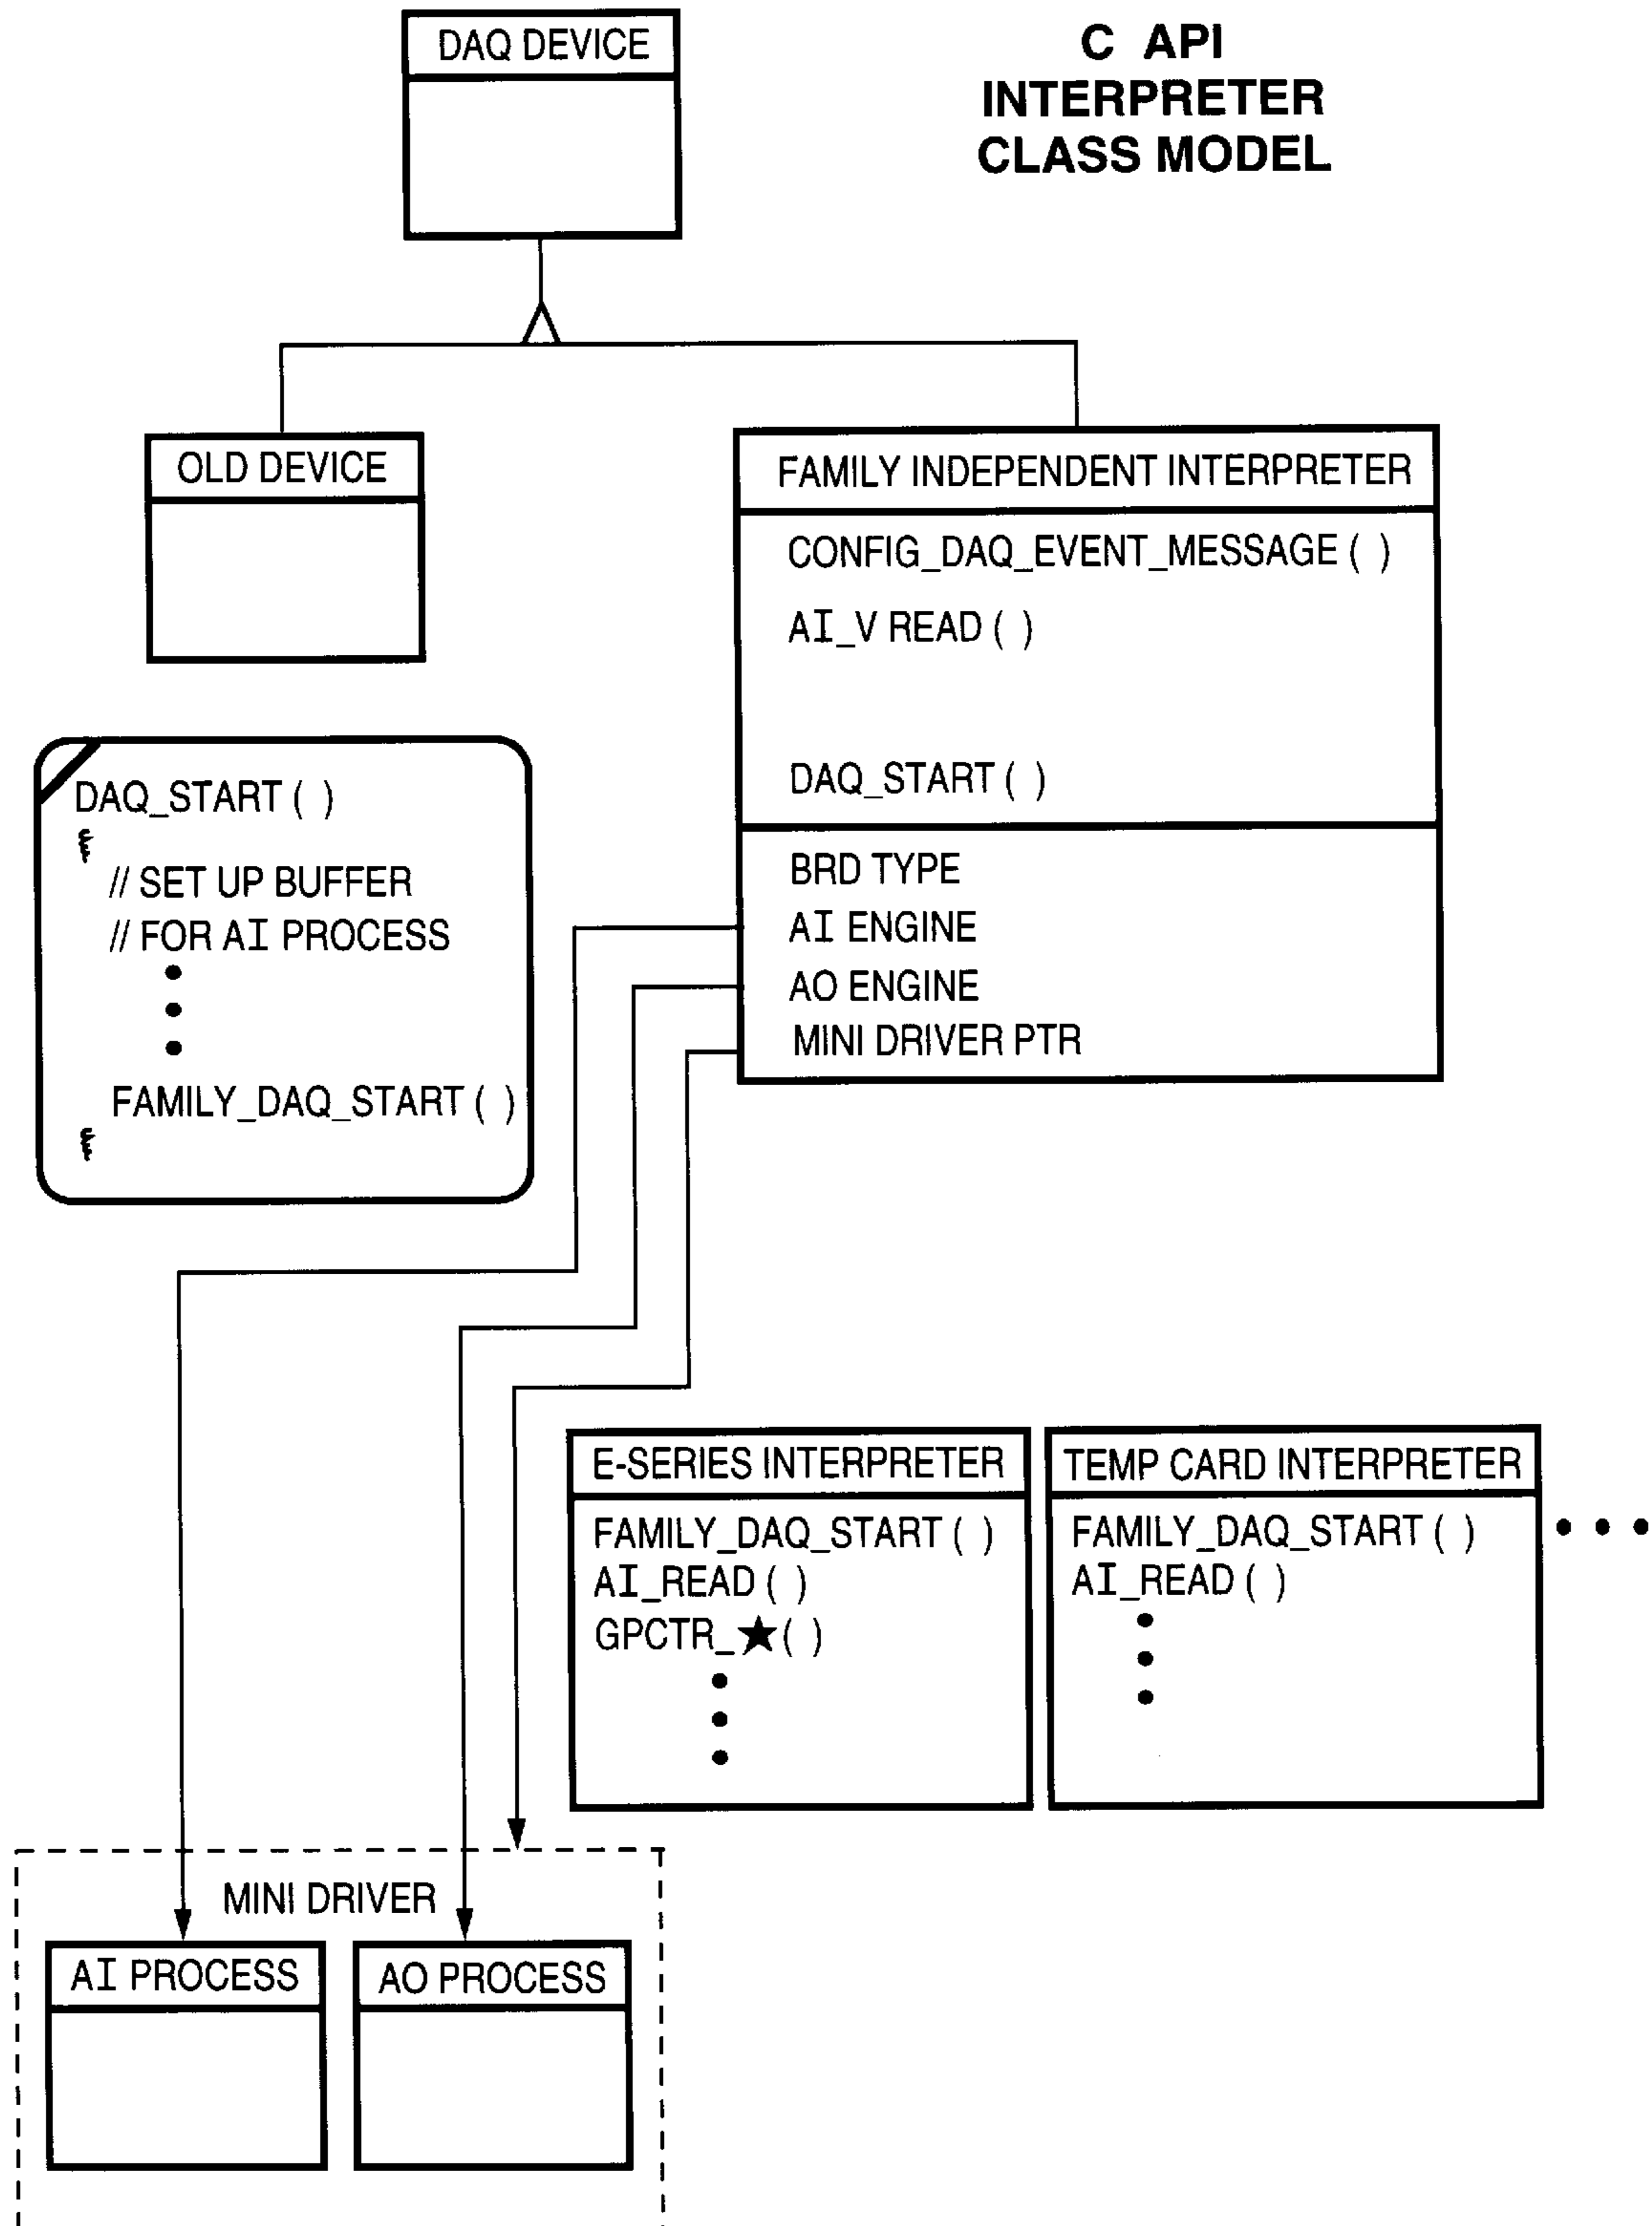 DAQ DEVICE
C API
INTERPRETER
CLASS MODEL
OLD DEVICE
FAMILY INDEPENDENT INTERPRETER
CONFIG_DAQ_EVENT_MESSAGE ( )
AI_V READ ( )
DAQ_START ( )
BRD TYPE
AI ENGINE
AO ENGINE
MINI DRIVER PTR
DAQ_START ( )
// SET UP BUFFER
// FOR AI PROCESS
FAMILY_DAQ_START ( )
E-SERIES INTERPRETER
FAMILY_DAQ_START ( )
AI_READ ( )
GPCTR_★( )
TEMP CARD INTERPRETER
FAMILY_DAQ_START ( )
AI_READ ( )
MINI DRIVER
AI PROCESS
AO PROCESS